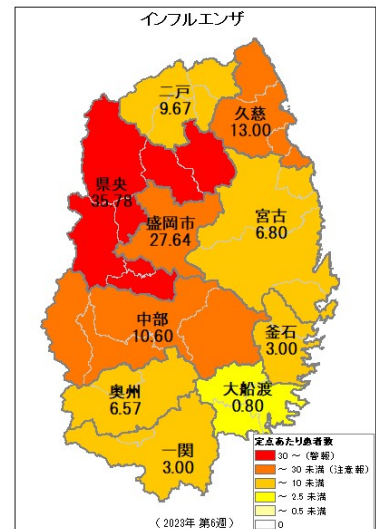 インフルエンザ
二戸
9.67
久慈
13.00
県央
35.78
盛岡市
27.64
宮古
6.80
中部
10.60
釜石
3.00
奥州
6.57
大船渡
0.80
一関
3.00
定点あたり患者数
30 ～ (警報)
～ 30 未満 (注意報)
～ 10 未満
～ 2.5 未満
～ 0.5 未満
0
(2023年 第6週)